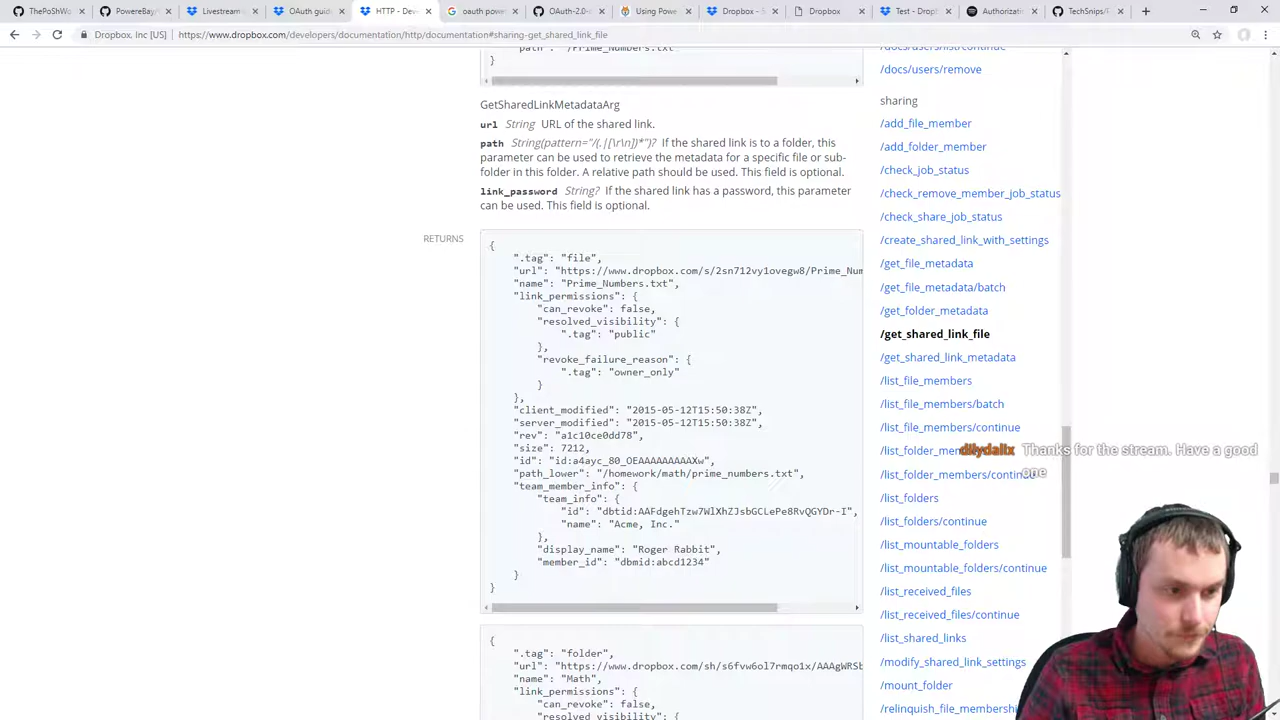 ThePoShWo
PowereBay/
Livestream
OAuth guid
HTTP - Dev
oauth power
OAuth-2.0+
Using Powe
Dropbox – S
Dropbox
Test - Drop
Authorizatio
TechSnips/F
Dropbox, Inc [US]
https://www.dropbox.com/developers/documentation/http/documentation#sharing-get_shared_link_file
}
GetSharedLinkMetadataArg
url String URL of the shared link.
path String(pattern="/(.|[\r\n])*")? If the shared link is to a folder, this
parameter can be used to retrieve the metadata for a specific file or sub-
folder in this folder. A relative path should be used. This field is optional.
link_password String? If the shared link has a password, this parameter
can be used. This field is optional.
RETURNS
{
".tag": "file",
"url": "https://www.dropbox.com/s/2sn712vy1ovegw8/Prime_Num
"name": "Prime_Numbers.txt",
"link_permissions": {
"can_revoke": false,
"resolved_visibility": {
".tag": "public"
},
"revoke_failure_reason": {
".tag": "owner_only"
}
},
"client_modified": "2015-05-12T15:50:38Z",
"server_modified": "2015-05-12T15:50:38Z",
"rev": "a1c10ce0dd78",
"size": 7212,
"id": "id:a4ayc_80_OEAAAAAAAAAXw",
"path_lower": "/homework/math/prime_numbers.txt",
"team_member_info": {
"team_info": {
"id": "dbtid:AAFdgehTzw7WlXhZJsbGCLePe8RvQGYDr-I",
"name": "Acme, Inc."
},
"display_name": "Roger Rabbit",
"member_id": "dbmid:abcd1234"
}
}
{
".tag": "folder",
"url": "https://www.dropbox.com/sh/s6fvw6ol7rmqo1x/AAAgWRSb
"name": "Math",
"link_permissions": {
"can_revoke": false,
/docs/users/remove
sharing
/add_file_member
/add_folder_member
/check_job_status
/check_remove_member_job_status
/check_share_job_status
/create_shared_link_with_settings
/get_file_metadata
/get_file_metadata/batch
/get_folder_metadata
/get_shared_link_file
/get_shared_link_metadata
/list_file_members
/list_file_members/batch
/list_file_members/continue
/list_folder_mem
dilydalix Thanks for the stream. Have a good
one
/list_folder_members/continue
/list_folders
/list_folders/continue
/list_mountable_folders
/list_mountable_folders/continue
/list_received_files
/list_received_files/continue
/list_shared_links
/modify_shared_link_settings
/mount_folder
/relinquish_file_membershi